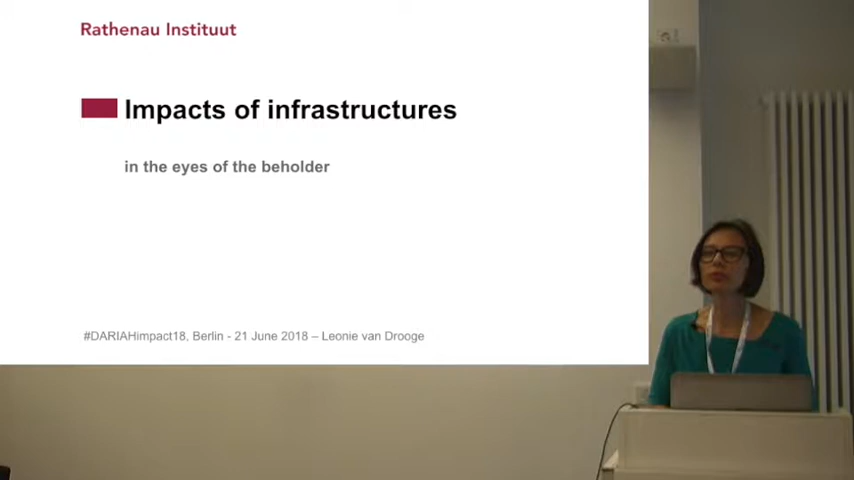 Rathenau Instituut
Impacts of infrastructures
in the eyes of the beholder
#DARIAHimpact18, Berlin - 21 June 2018 – Leonie van Drooge